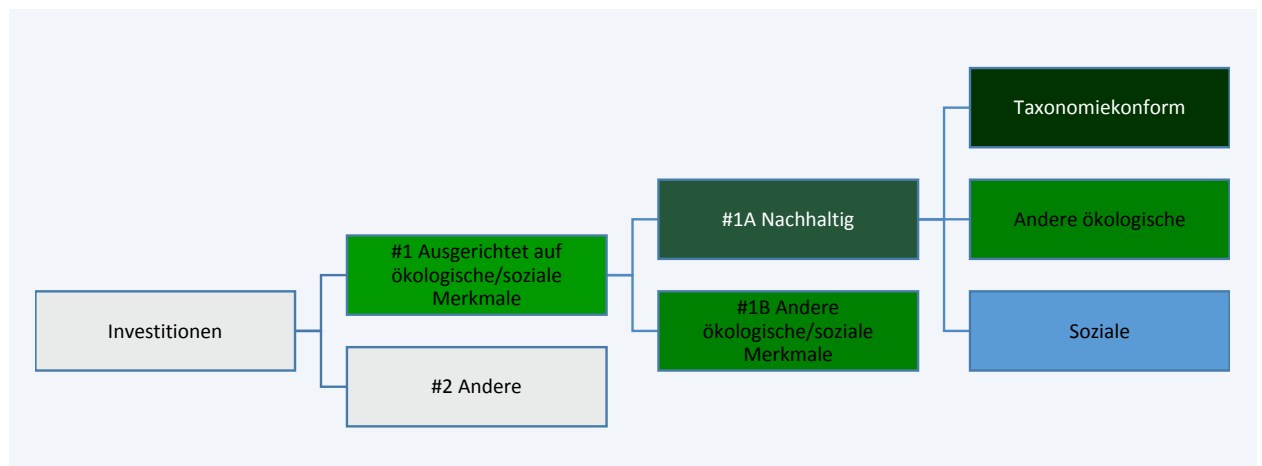 Investitionen
#1 Ausgerichtet auf
ökologische/soziale
Merkmale
#2 Andere
#1A Nachhaltig
#1B Andere
ökologische/soziale
Merkmale
Taxonomiekonform
Andere ökologische
Soziale